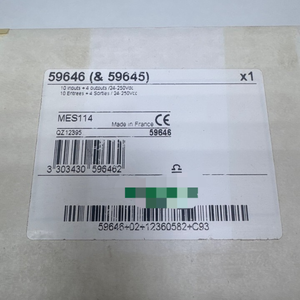 59646 (& 59645) x1
10 inputs + 4 outputs /24-250Vdc
10 Entrées + 4 Sorties / 24-250Vcc
MES114 Made in France CE
QZ12395 59646
3 303430 596462
59646+02+12360582+C93